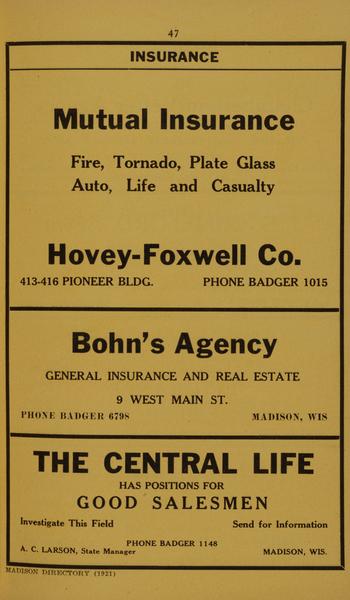 47
INSURANCE
Mutual Insurance
Fire, Tornado, Plate Glass
Auto, Life and Casualty
Hovey-Foxwell Co.
413-416 PIONEER BLDG. PHONE BADGER 1015
Bohn's Agency
GENERAL INSURANCE AND REAL ESTATE
9 WEST MAIN ST.
PHONE BADGER 6798 MADISON, WIS
THE CENTRAL LIFE
HAS POSITIONS FOR
GOOD SALESMEN
Investigate This Field Send for Information
PHONE BADGER 1148
A. C. LARSON, State Manager MADISON, WIS.
MADISON DIRECTORY (1921)